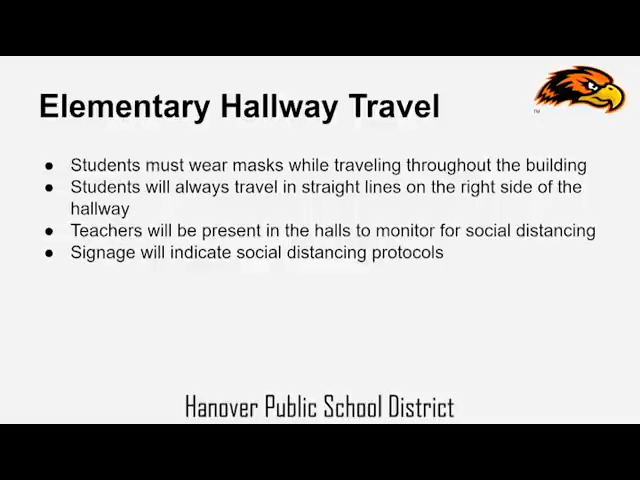 Elementary Hallway Travel
TM
● Students must wear masks while traveling throughout the building
● Students will always travel in straight lines on the right side of the
hallway
● Teachers will be present in the halls to monitor for social distancing
● Signage will indicate social distancing protocols
Hanover Public School District